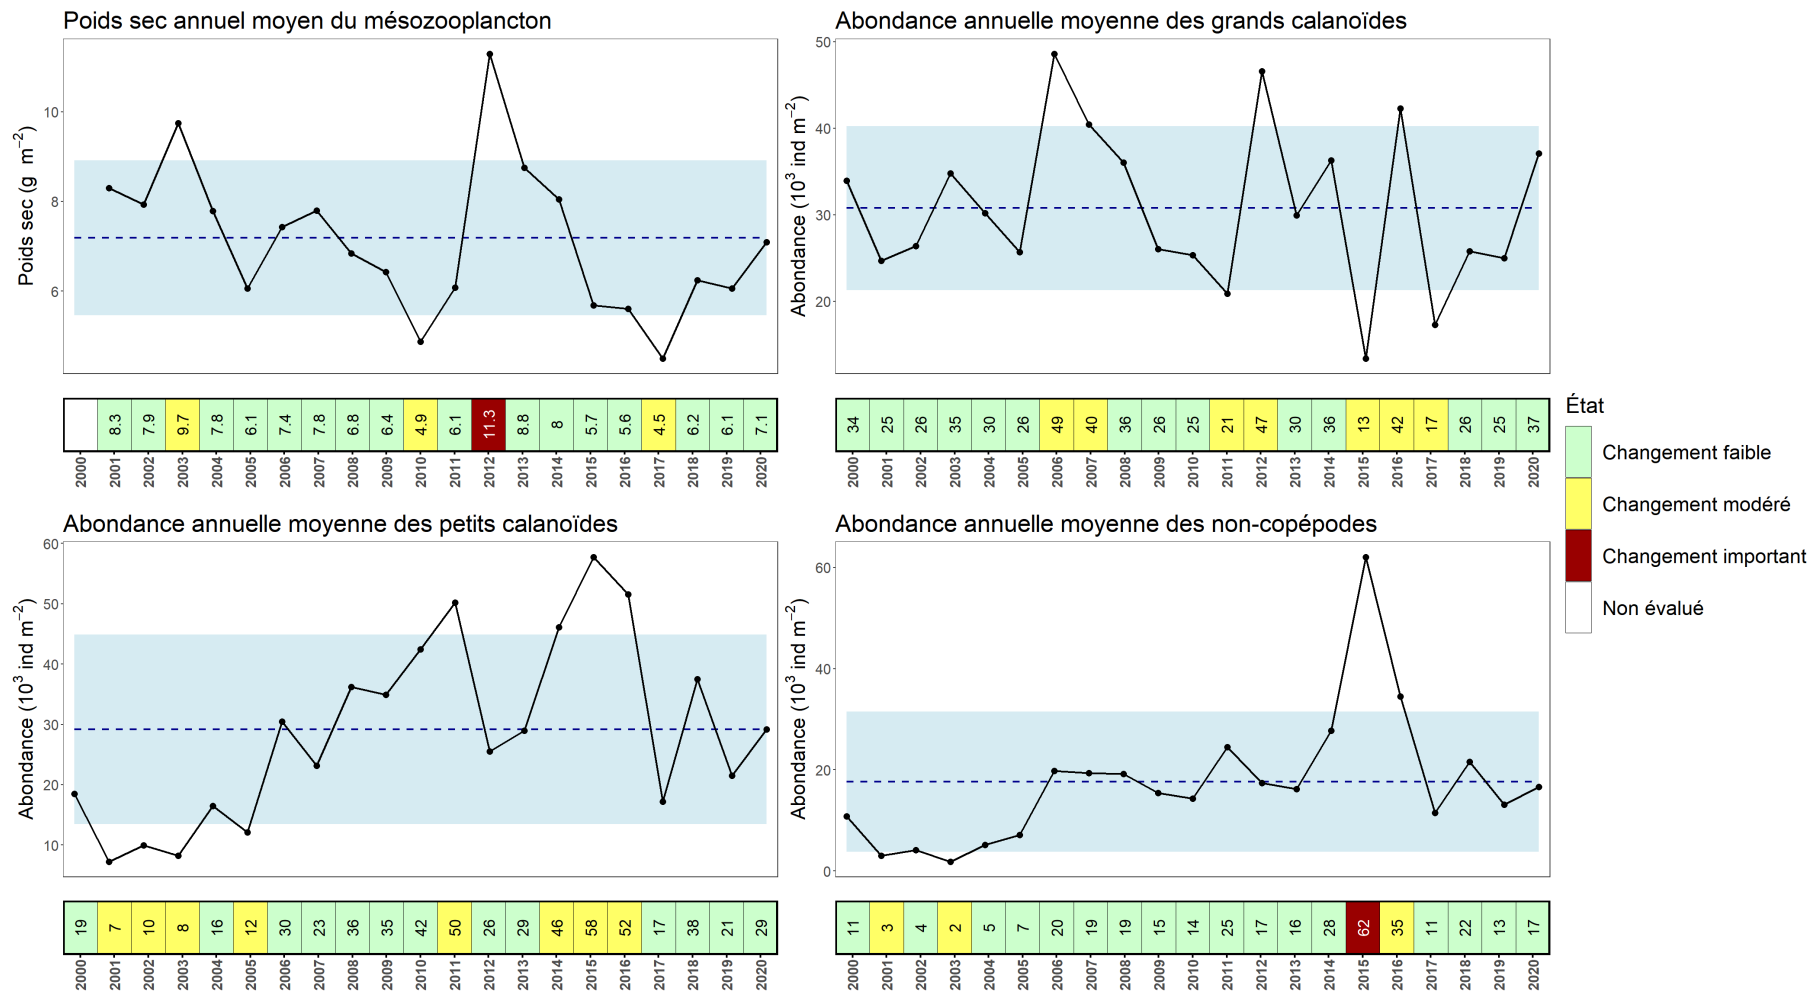 Poids sec annuel moyen du mésozooplancton
Poids sec (g m−2)
10
8
6
8.3 7.9 9.7 7.8 6.1 7.4 7.8 6.8 6.4 4.9 6.1 11.3 8.8 8 5.7 5.6 4.5 6.2 6.1 7.1
2000 2001 2002 2003 2004 2005 2006 2007 2008 2009 2010 2011 2012 2013 2014 2015 2016 2017 2018 2019 2020
Abondance annuelle moyenne des grands calanoïdes
Abondance (10³ ind m−2)
50
40
30
20
34 25 26 35 30 26 49 40 36 26 25 21 47 30 36 13 42 17 26 25 37
2000 2001 2002 2003 2004 2005 2006 2007 2008 2009 2010 2011 2012 2013 2014 2015 2016 2017 2018 2019 2020
Abondance annuelle moyenne des petits calanoïdes
Abondance (10³ ind m−2)
60
50
40
30
20
10
19 7 10 8 16 12 30 23 36 35 42 50 26 29 46 58 52 17 38 21 29
2000 2001 2002 2003 2004 2005 2006 2007 2008 2009 2010 2011 2012 2013 2014 2015 2016 2017 2018 2019 2020
Abondance annuelle moyenne des non-copépodes
Abondance (10³ ind m−2)
60
40
20
0
11 3 4 2 5 7 20 19 19 15 14 25 17 16 28 62 35 11 22 13 17
2000 2001 2002 2003 2004 2005 2006 2007 2008 2009 2010 2011 2012 2013 2014 2015 2016 2017 2018 2019 2020
État
Changement faible
Changement modéré
Changement important
Non évalué